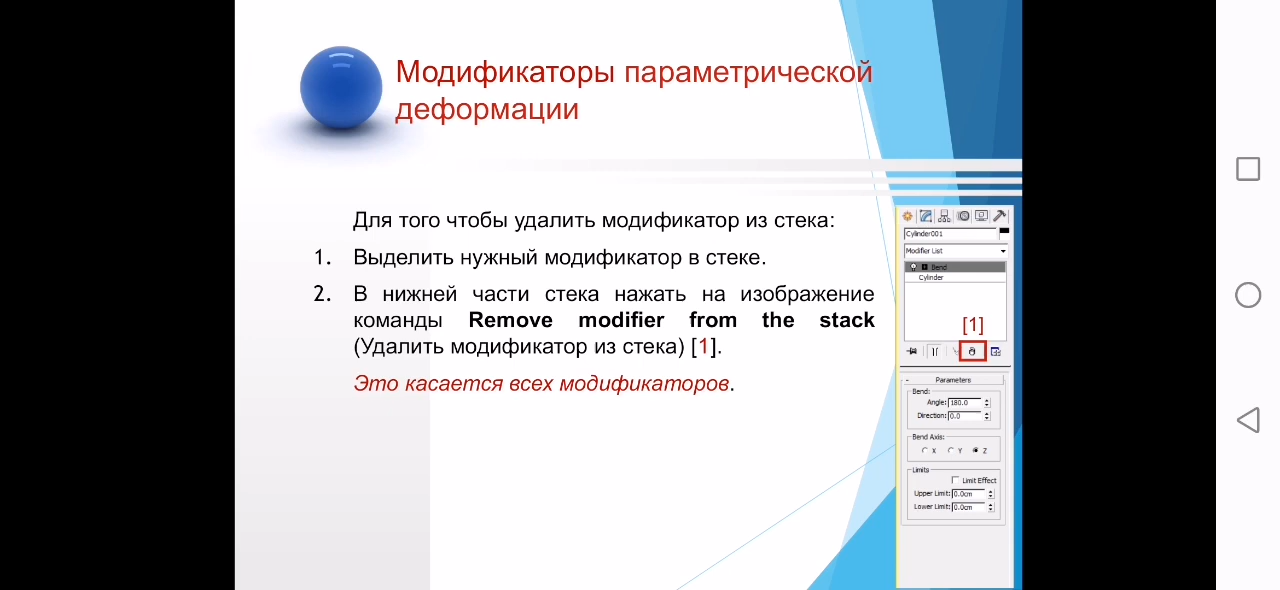 Модификаторы параметрической
деформации
Для того чтобы удалить модификатор из стека:
1. Выделить нужный модификатор в стеке.
2. В нижней части стека нажать на изображение
команды Remove modifier from the stack
(Удалить модификатор из стека) [1].
Это касается всех модификаторов.
Cylinder001
Modifier List
Bend
Cylinder
[1]
- Parameters
Bend:
Angle: 180.0
Direction: 0.0
Bend Axis:
X Y Z
Limits
Limit Effect
Upper Limit: 0.0cm
Lower Limit: 0.0cm